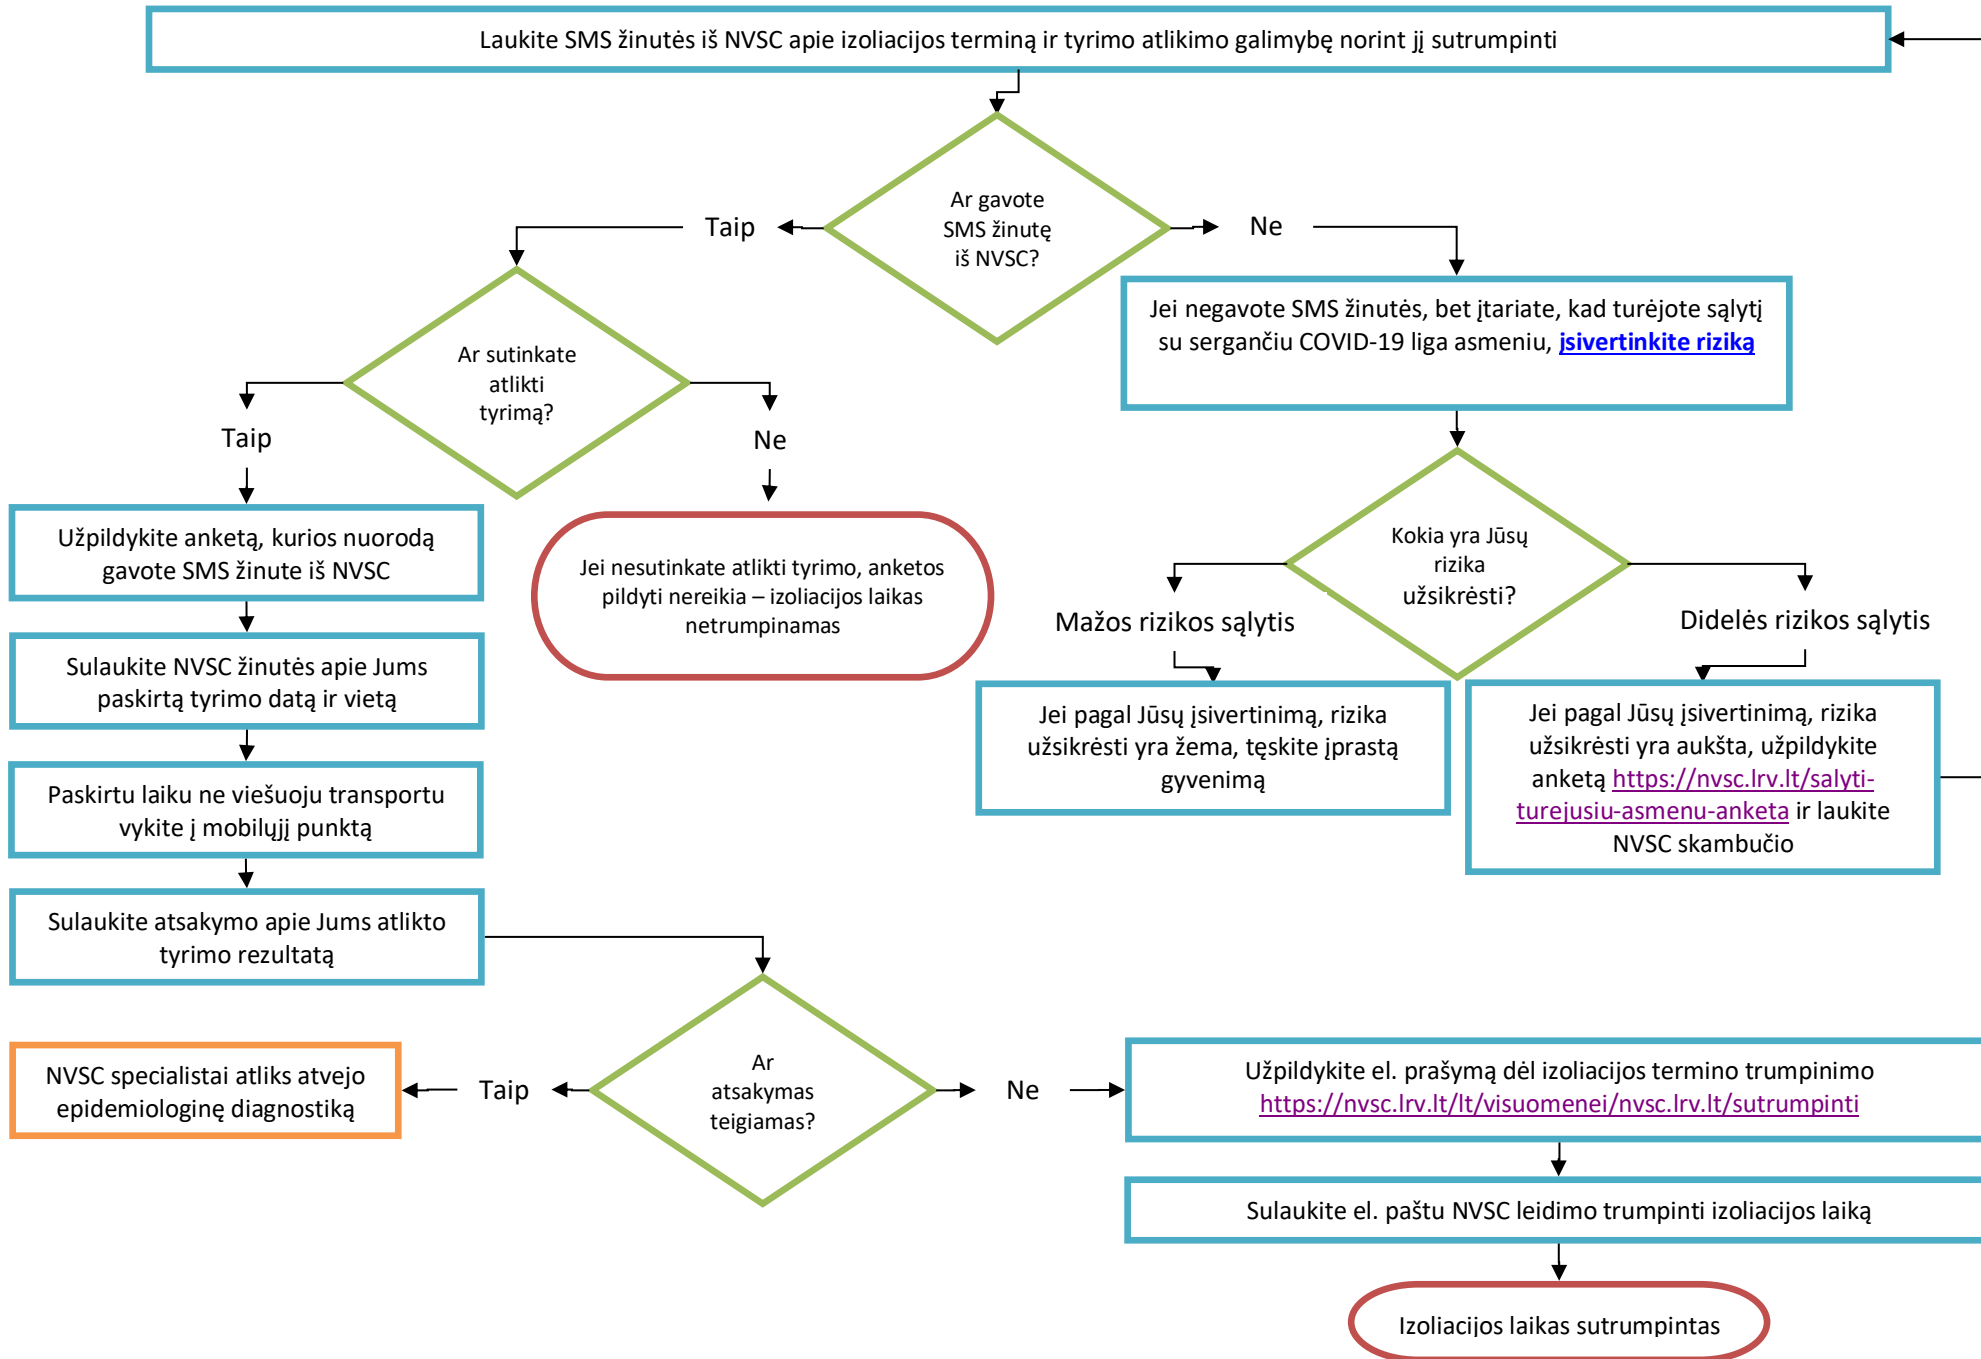 Laukite SMS žinutės iš NVSC apie izoliacijos terminą ir tyrimo atlikimo galimybę norint jį sutrumpinti
Ar gavote
SMS žinutę
iš NVSC?
Taip
Ne
Ar sutinkate
atlikti
tyrimą?
Taip
Ne
Jei negavote SMS žinutės, bet įtariate, kad turėjote sąlytį
su sergančiu COVID-19 liga asmeniu, įsivertinkite riziką
Užpildykite anketą, kurios nuorodą
gavote SMS žinute iš NVSC
Jei nesutinkate atlikti tyrimo, anketos
pildyti nereikia – izoliacijos laikas
netrumpinamas
Kokia yra Jūsų
rizika
užsikrėsti?
Mažos rizikos sąlytis
Didelės rizikos sąlytis
Sulaukite NVSC žinutės apie Jums
paskirtą tyrimo datą ir vietą
Jei pagal Jūsų įsivertinimą, rizika
užsikrėsti yra žema, tęskite įprastą
gyvenimą
Jei pagal Jūsų įsivertinimą, rizika
užsikrėsti yra aukšta, užpildykite
anketą https://nvsc.lrv.lt/salyti-
turejusiu-asmenu-anketa ir laukite
NVSC skambučio
Paskirtu laiku ne viešuoju transportu
vykite į mobilųjį punktą
Sulaukite atsakymo apie Jums atlikto
tyrimo rezultatą
Ar
atsakymas
teigiamas?
Taip
Ne
NVSC specialistai atliks atvejo
epidemiologinę diagnostiką
Užpildykite el. prašymą dėl izoliacijos termino trumpinimo
https://nvsc.lrv.lt/lt/visuomenei/nvsc.lrv.lt/sutrumpinti
Sulaukite el. paštu NVSC leidimo trumpinti izoliacijos laiką
Izoliacijos laikas sutrumpintas